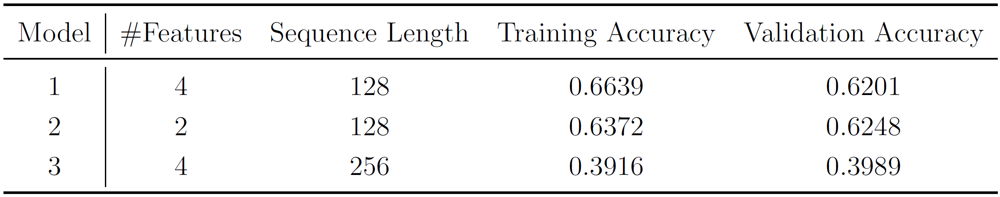 Model #Features Sequence Length Training Accuracy Validation Accuracy
1 4 128 0.6639 0.6201
2 2 128 0.6372 0.6248
3 4 256 0.3916 0.3989